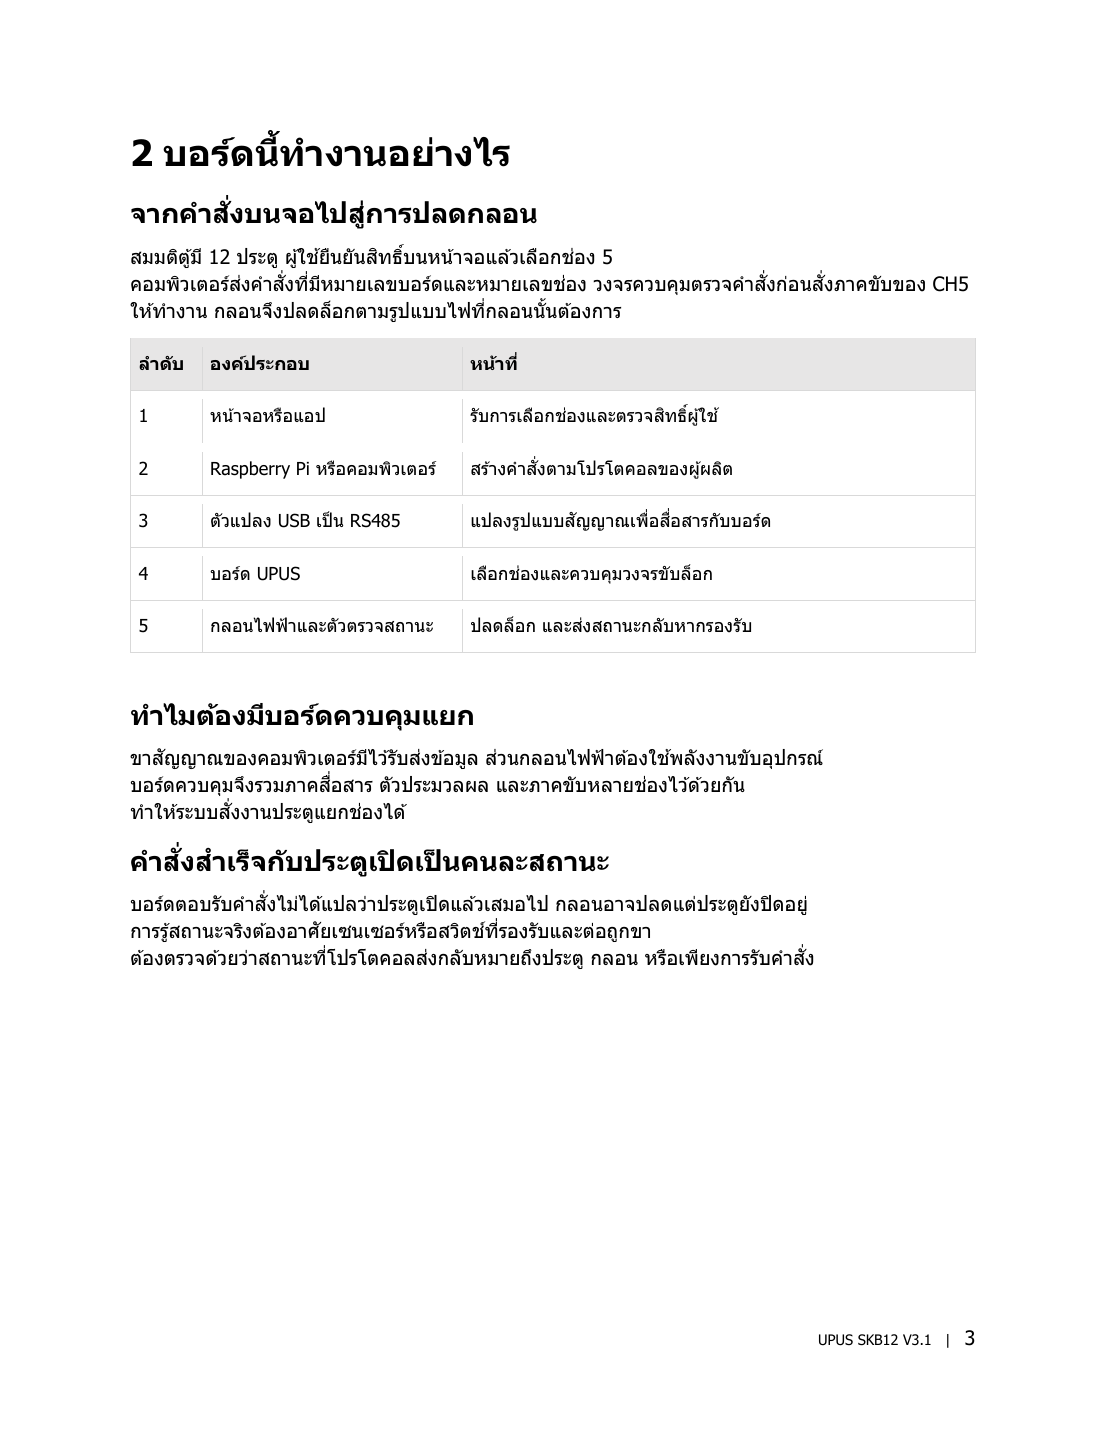 2 บอร์ดนี้ทำงานอย่างไร
จากคำสั่งบนจอไปสู่การปลดกลอน
สมมติตู้มี 12 ประตู ผู้ใช้ยืนยันสิทธิ์บนหน้าจอแล้วเลือกช่อง 5
คอมพิวเตอร์ส่งคำสั่งที่มีหมายเลขบอร์ดและหมายเลขช่อง วงจรควบคุมตรวจคำสั่งก่อนสั่งภาคขับของ CH5
ให้ทำงาน กลอนจึงปลดล็อกตามรูปแบบไฟที่กลอนนั้นต้องการ
ลำดับ องค์ประกอบ หน้าที่
1 หน้าจอหรือแอป รับการเลือกช่องและตรวจสิทธิ์ผู้ใช้
2 Raspberry Pi หรือคอมพิวเตอร์ สร้างคำสั่งตามโปรโตคอลของผู้ผลิต
3 ตัวแปลง USB เป็น RS485 แปลงรูปแบบสัญญาณเพื่อสื่อสารกับบอร์ด
4 บอร์ด UPUS เลือกช่องและควบคุมวงจรขับล็อก
5 กลอนไฟฟ้าและตัวตรวจสถานะ ปลดล็อก และส่งสถานะกลับหากรองรับ
ทำไมต้องมีบอร์ดควบคุมแยก
ขาสัญญาณของคอมพิวเตอร์มีไว้รับส่งข้อมูล ส่วนกลอนไฟฟ้าต้องใช้พลังงานขับอุปกรณ์
บอร์ดควบคุมจึงรวมภาคสื่อสาร ตัวประมวลผล และภาคขับหลายช่องไว้ด้วยกัน
ทำให้ระบบสั่งงานประตูแยกช่องได้
คำสั่งสำเร็จกับประตูเปิดเป็นคนละสถานะ
บอร์ดตอบรับคำสั่งไม่ได้แปลว่าประตูเปิดแล้วเสมอไป กลอนอาจปลดแต่ประตูยังปิดอยู่
การรู้สถานะจริงต้องอาศัยเซนเซอร์หรือสวิตช์ที่รองรับและต่อถูกขา
ต้องตรวจด้วยว่าสถานะที่โปรโตคอลส่งกลับหมายถึงประตู กลอน หรือเพียงการรับคำสั่ง
UPUS SKB12 V3.1 | 3